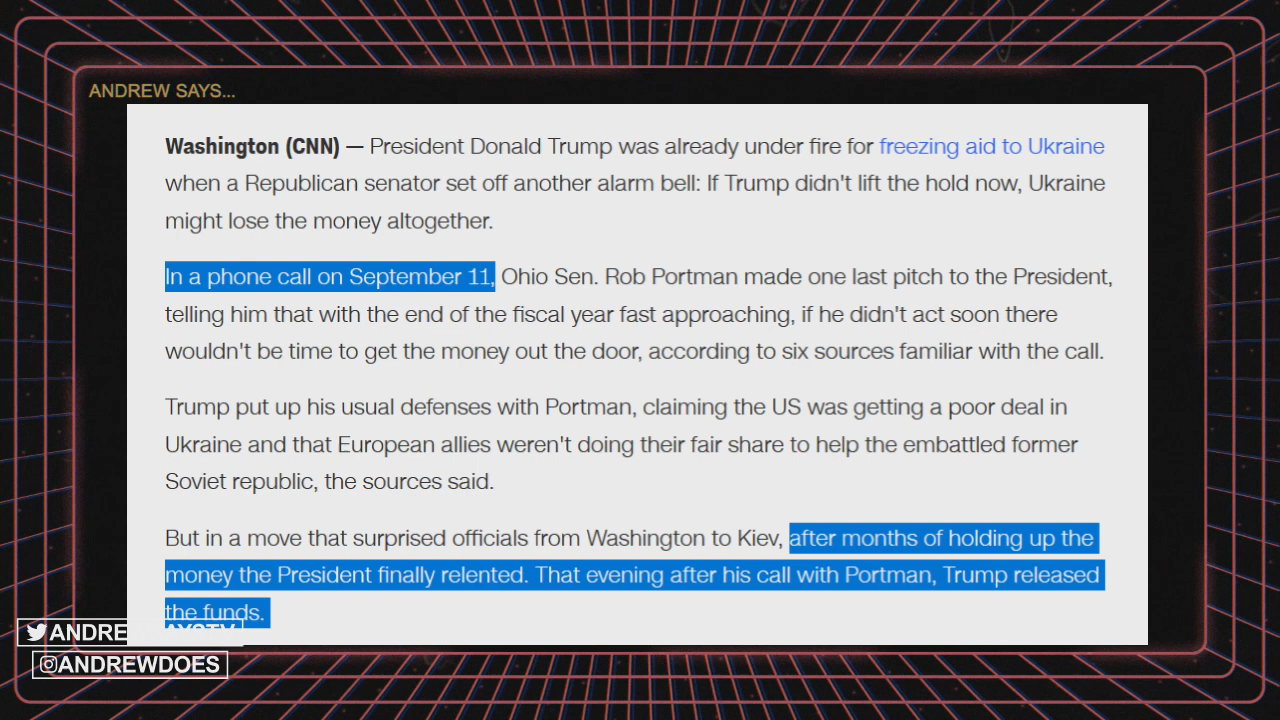 ANDREW SAYS...
Washington (CNN) — President Donald Trump was already under fire for freezing aid to Ukraine
when a Republican senator set off another alarm bell: If Trump didn't lift the hold now, Ukraine
might lose the money altogether.
In a phone call on September 11, Ohio Sen. Rob Portman made one last pitch to the President,
telling him that with the end of the fiscal year fast approaching, if he didn't act soon there
wouldn't be time to get the money out the door, according to six sources familiar with the call.
Trump put up his usual defenses with Portman, claiming the US was getting a poor deal in
Ukraine and that European allies weren't doing their fair share to help the embattled former
Soviet republic, the sources said.
But in a move that surprised officials from Washington to Kiev, after months of holding up the
money the President finally relented. That evening after his call with Portman, Trump released
the funds.
@ANDREWDOES